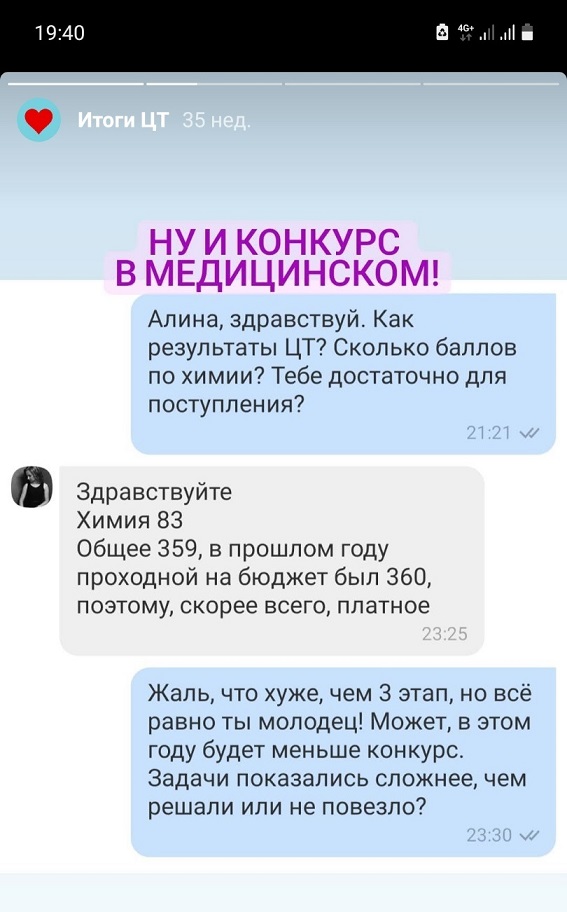 19:40
4G+
Итоги ЦТ 35 нед.
НУ И КОНКУРС
В МЕДИЦИНСКОМ!
Алина, здравствуй. Как
результаты ЦТ? Сколько баллов
по химии? Тебе достаточно для
поступления?
21:21
Здравствуйте
Химия 83
Общее 359, в прошлом году
проходной на бюджет был 360,
поэтому, скорее всего, платное
23:25
Жаль, что хуже, чем 3 этап, но всё
равно ты молодец! Может, в этом
году будет меньше конкурс.
Задачи показались сложнее, чем
решали или не повезло?
23:30